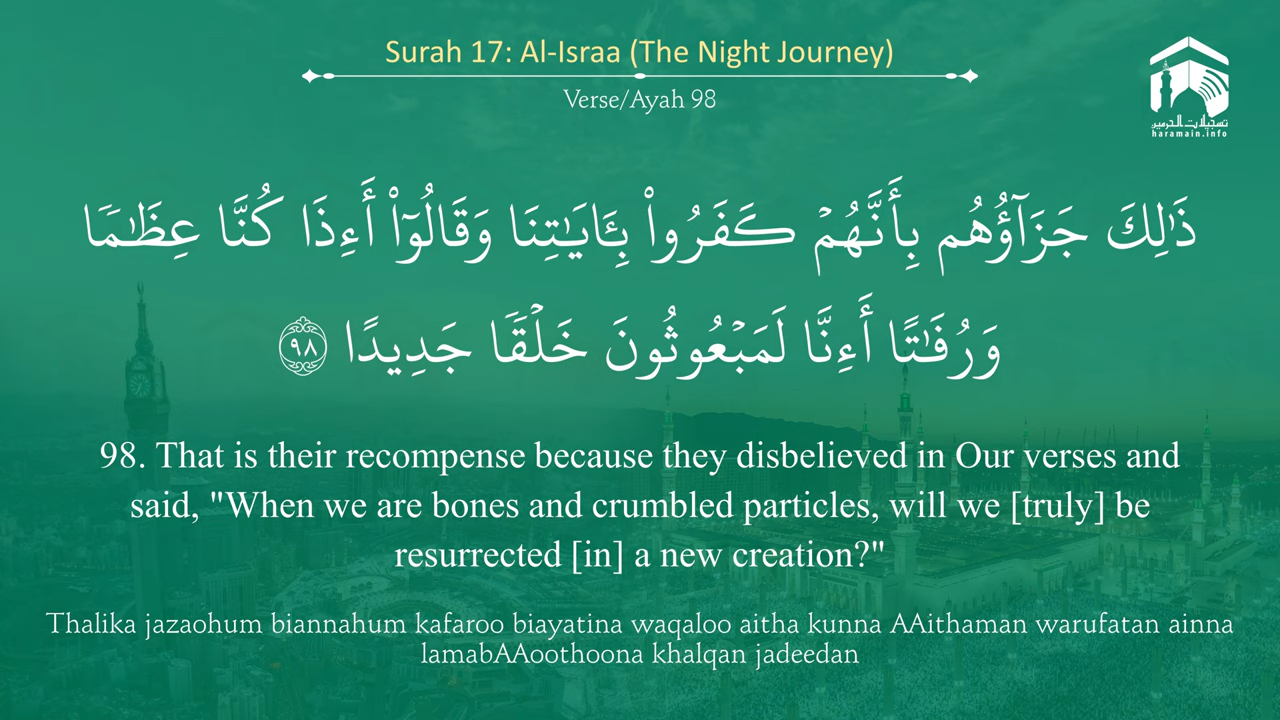 Surah 17: Al-Israa (The Night Journey)
Verse/Ayah 98
تسجيلات الحرمين
haramain.info
ذَٰلِكَ جَزَآؤُهُم بِأَنَّهُمْ كَفَرُوا۟ بِـَٔايَـٰتِنَا وَقَالُوٓا۟ أَءِذَا كُنَّا عِظَـٰمًا
وَرُفَـٰتًا أَءِنَّا لَمَبْعُوثُونَ خَلْقًا جَدِيدًا ٩٨
98. That is their recompense because they disbelieved in Our verses and
said, "When we are bones and crumbled particles, will we [truly] be
resurrected [in] a new creation?"
Thalika jazaohum biannahum kafaroo biayatina waqaloo aitha kunna AAithaman warufatan ainna
lamabAAoothoona khalqan jadeedan